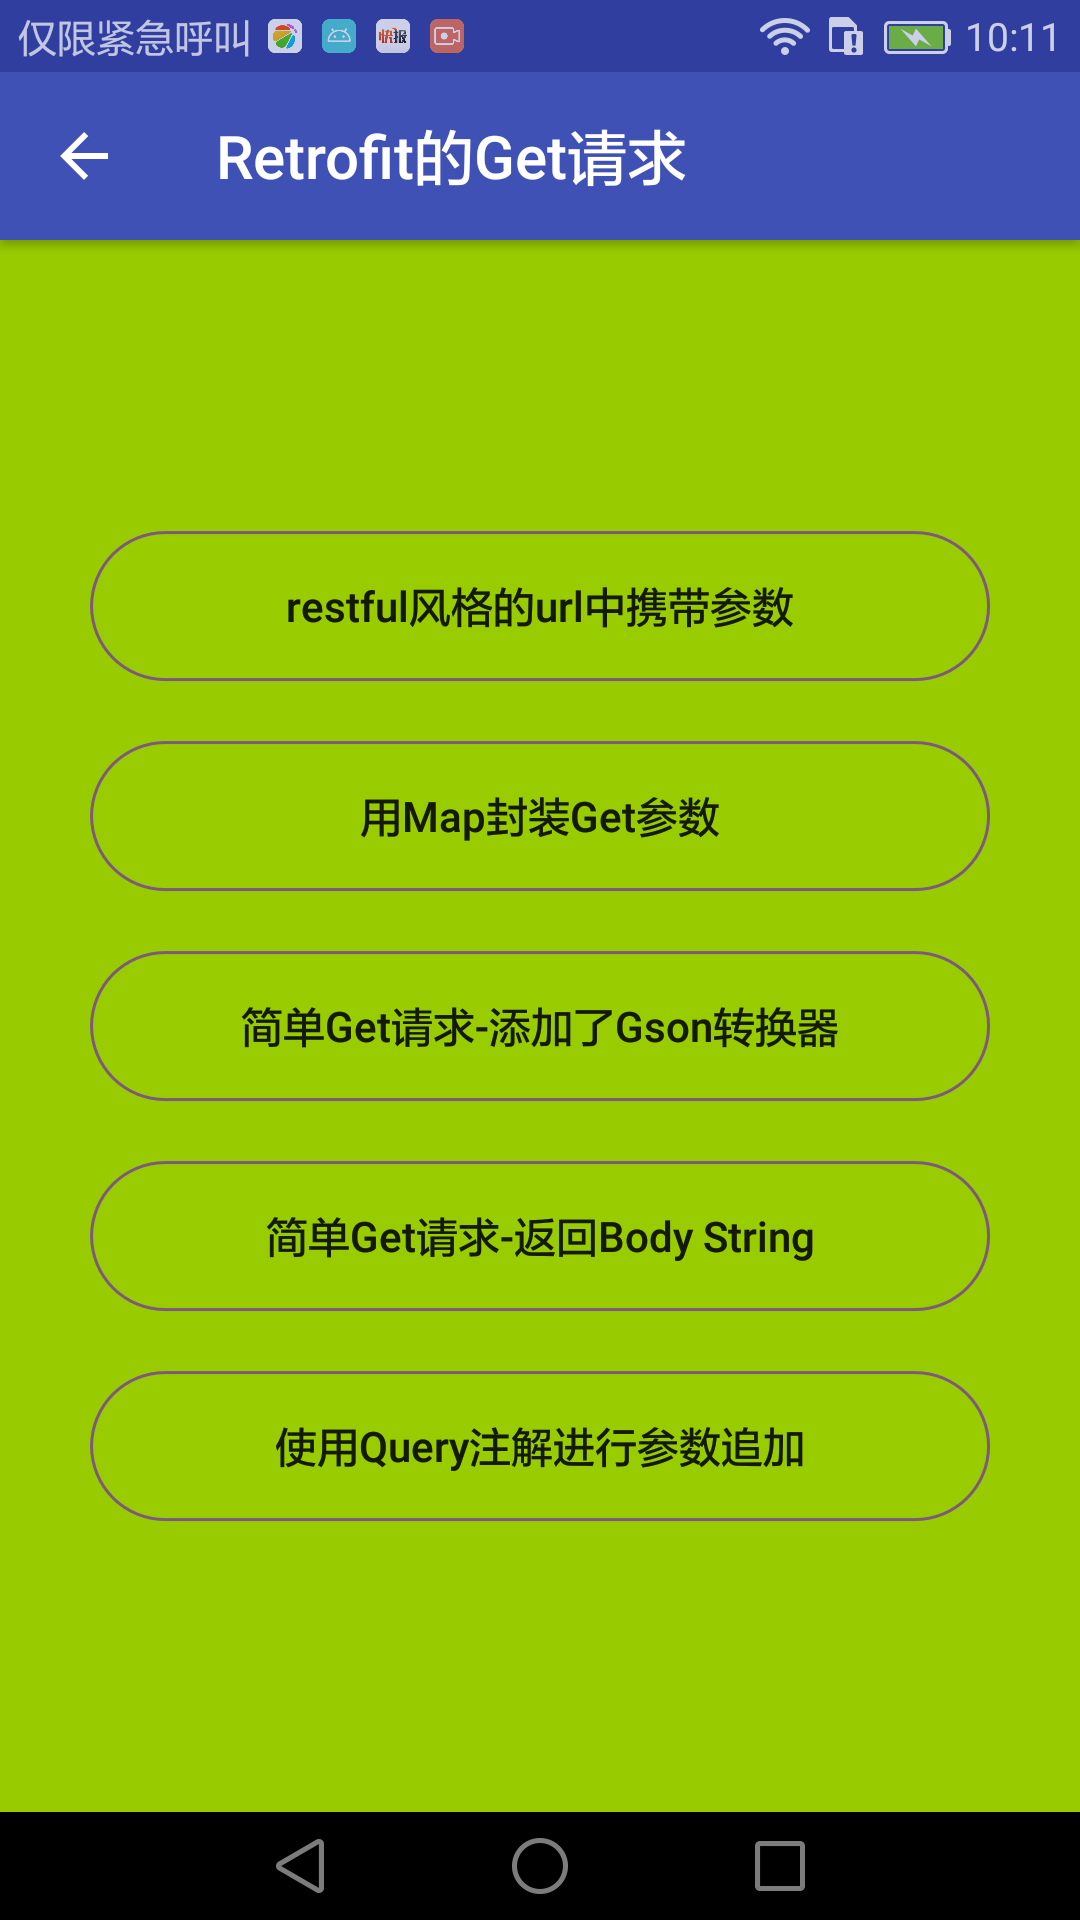 仅限紧急呼叫 快报 10:11
Retrofit的Get请求
restful风格的url中携带参数
用Map封装Get参数
简单Get请求-添加了Gson转换器
简单Get请求-返回Body String
使用Query注解进行参数追加